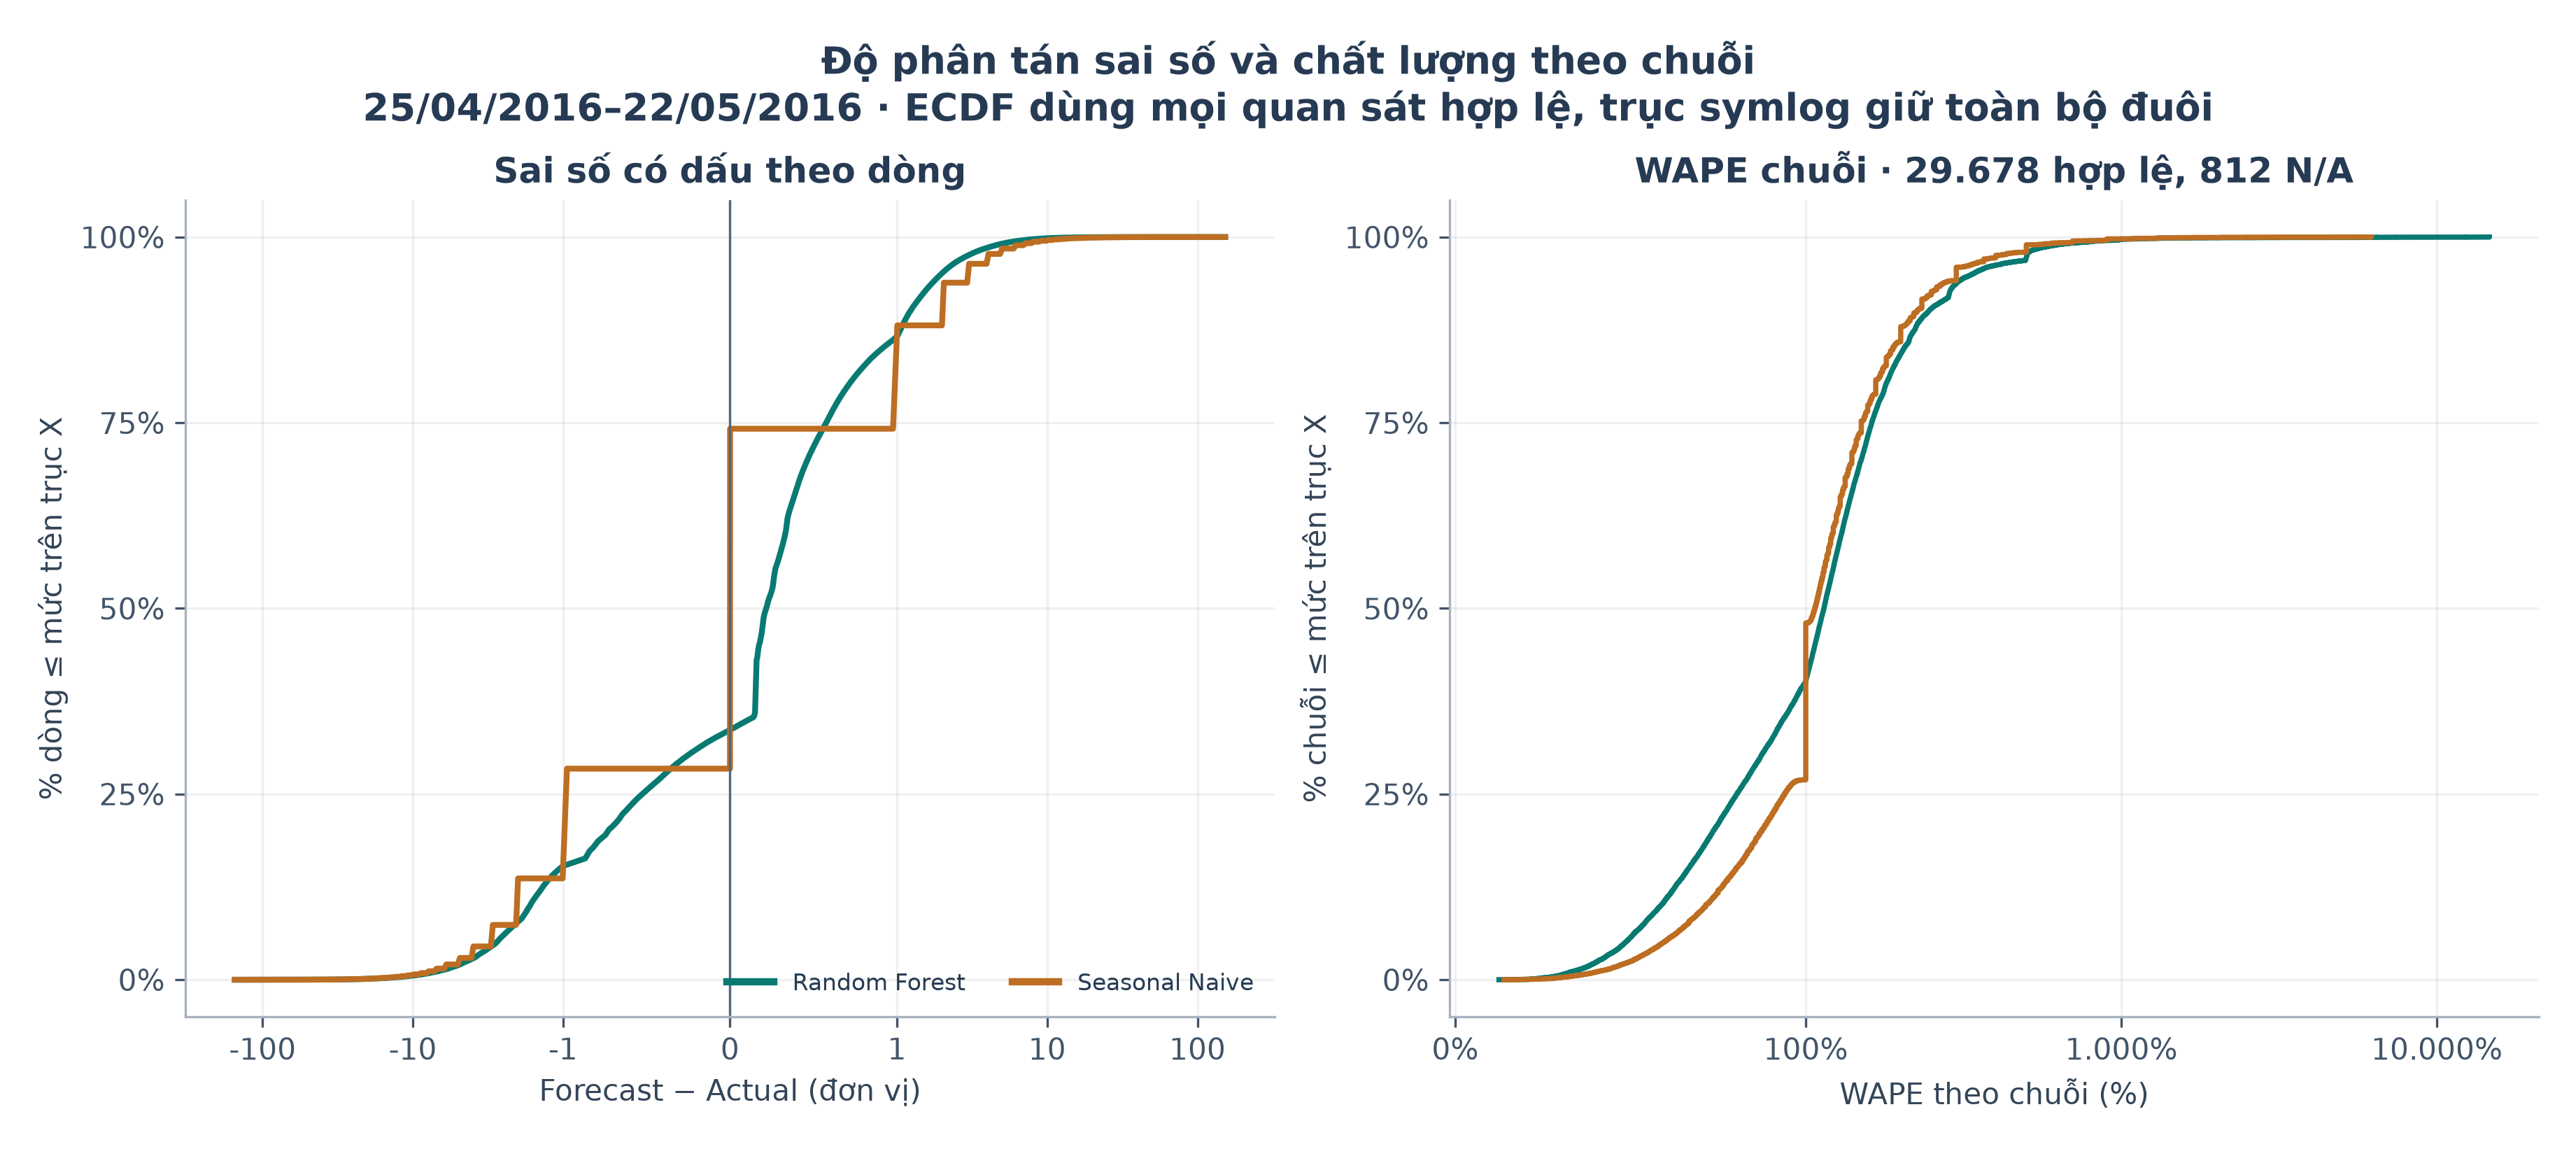 Độ phân tán sai số và chất lượng theo chuỗi
25/04/2016–22/05/2016 · ECDF dùng mọi quan sát hợp lệ, trục symlog giữ toàn bộ đuôi
Sai số có dấu theo dòng
% dòng ≤ mức trên trục X
100%
75%
50%
25%
0%
Random Forest
Seasonal Naive
-100
-10
-1
0
1
10
100
Forecast − Actual (đơn vị)
WAPE chuỗi · 29.678 hợp lệ, 812 N/A
% chuỗi ≤ mức trên trục X
100%
75%
50%
25%
0%
0%
100%
1.000%
10.000%
WAPE theo chuỗi (%)